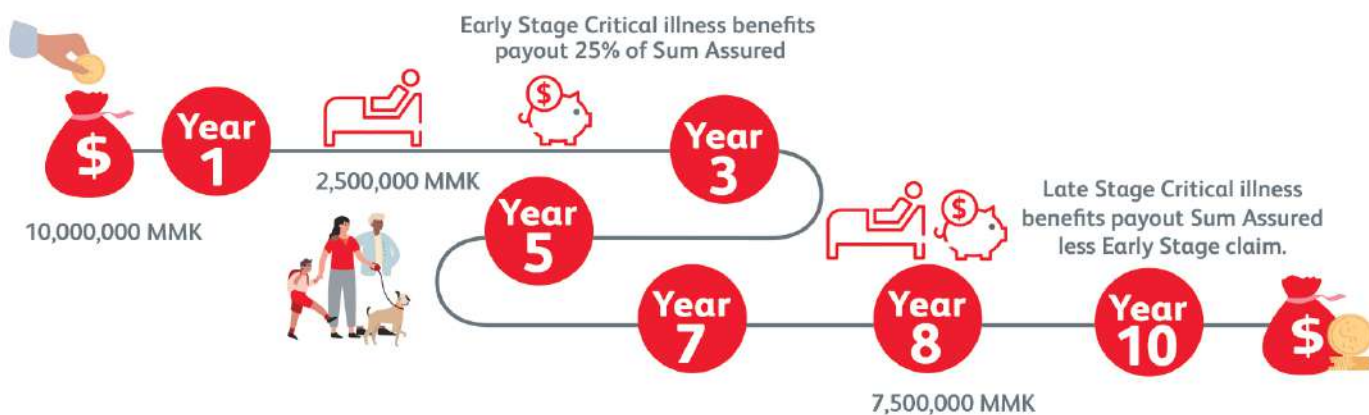 Early Stage Critical illness benefits
payout 25% of Sum Assured
$
$
Year
1
Year
3
2,500,000 MMK
10,000,000 MMK
Year
5
$
Late Stage Critical illness
benefits payout Sum Assured
less Early Stage claim.
Year
7
Year
8
Year
10
$
$
7,500,000 MMK